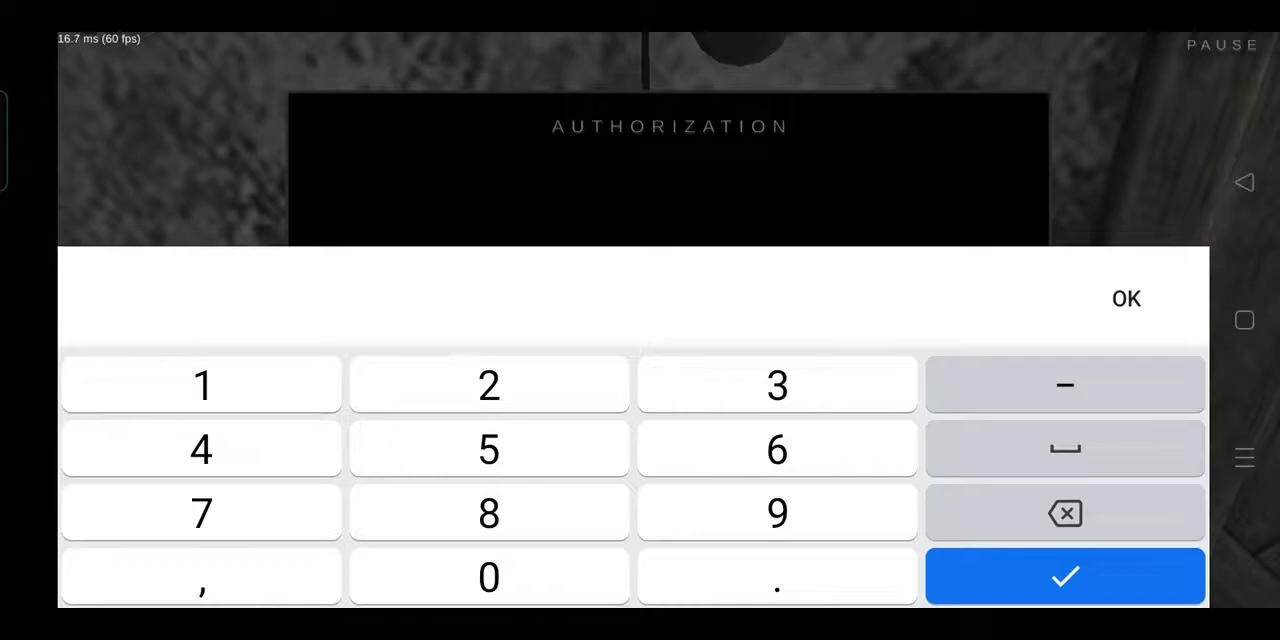 16.7 ms (60 fps)
PAUSE
AUTHORIZATION
OK
1 2 3 –
4 5 6
7 8 9
, 0 .